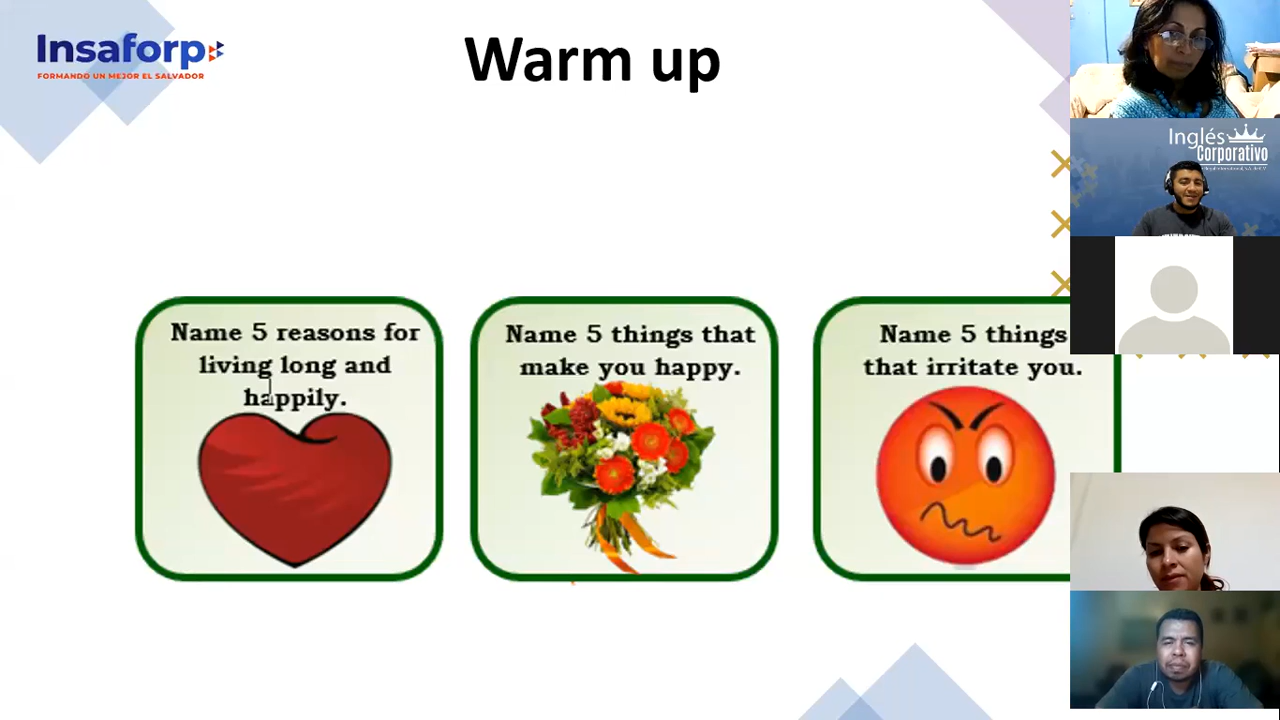 Insaforp
FORMANDO UN MEJOR EL SALVADOR
Warm up
Name 5 reasons for
living long and
happily.
Name 5 things that
make you happy.
Name 5 things
that irritate you.
Inglés
Corporativo